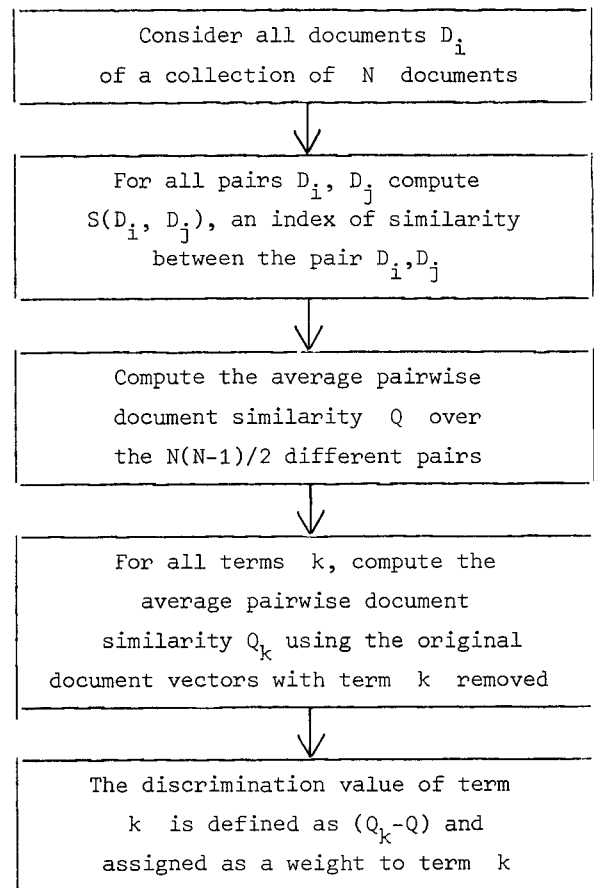 Consider all documents D_i
of a collection of N documents
For all pairs D_i, D_j compute
S(D_i, D_j), an index of similarity
between the pair D_i,D_j
Compute the average pairwise
document similarity Q over
the N(N-1)/2 different pairs
For all terms k, compute the
average pairwise document
similarity Q_k using the original
document vectors with term k removed
The discrimination value of term
k is defined as (Q_k-Q) and
assigned as a weight to term k